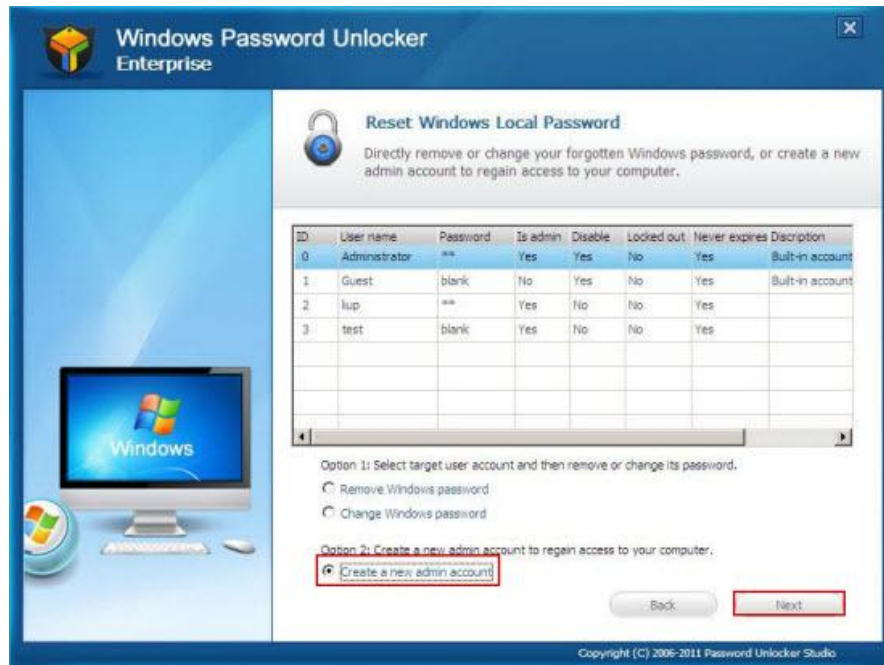 Windows Password Unlocker
Enterprise
Reset Windows Local Password
Directly remove or change your forgotten Windows password, or create a new
admin account to regain access to your computer.
ID User name Password Is admin Disable Locked out Never expires Discription
0 Administrator ** Yes Yes No Yes Built-in account
1 Guest blank No Yes No Yes Built-in account
2 ** Yes No No Yes
3 test blank Yes No No Yes
Windows
Option 1: Select target user account and then remove or change its password.
Remove Windows password
Change Windows password
Option 2: Create a new admin account to regain access to your computer.
Create a new admin account
Back Next
Copyright (C) 2006-2011 Password Unlocker Studio